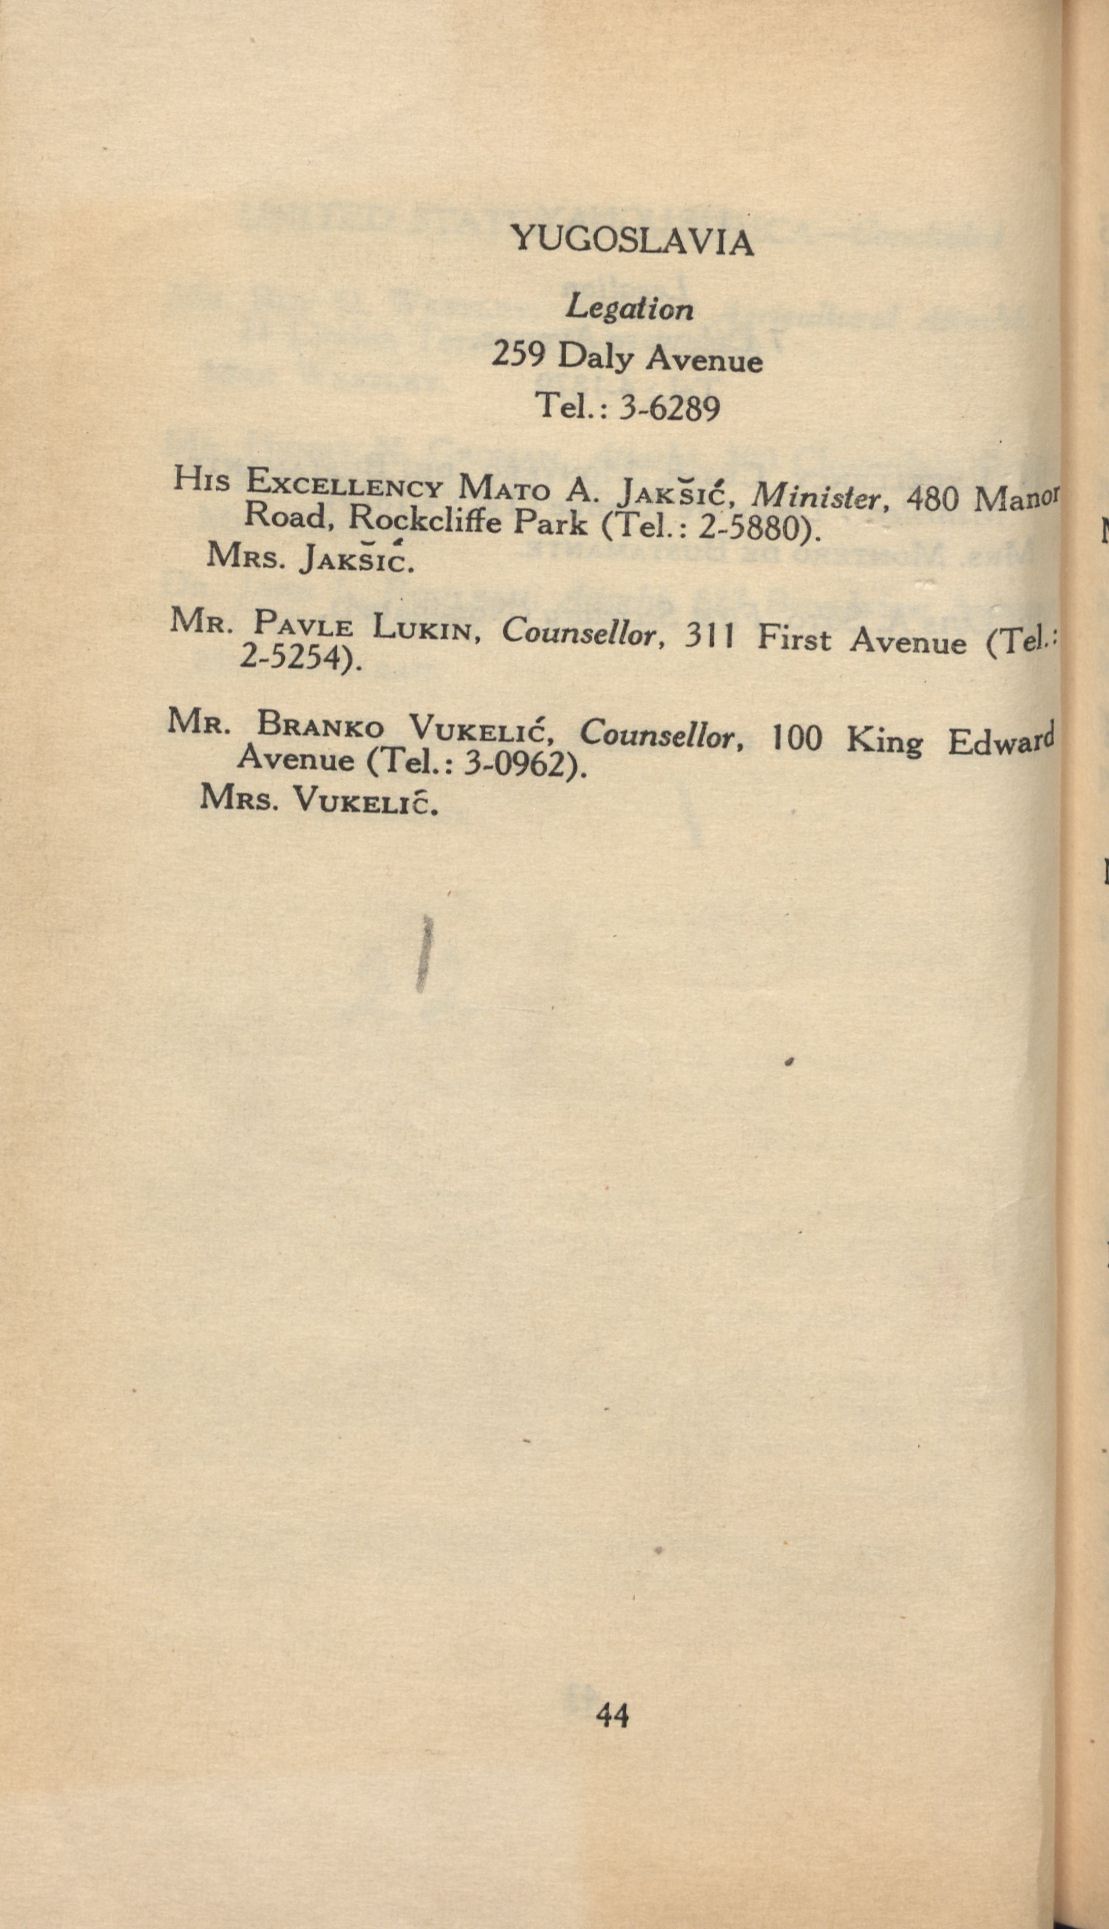 YUGOSLAVIA
Legation
259 Daly Avenue
Tel.: 3-6289
HIS EXCELLENCY MATO A. JAKŠIĆ, Minister, 480 Manor
Road, Rockcliffe Park (Tel.: 2-5880).
MRS. JAKŠIĆ.
MR. PAVLE LUKIN, Counsellor, 311 First Avenue (Tel.:
2-5254).
MR. BRANKO VUKELIĆ, Counsellor, 100 King Edward
Avenue (Tel.: 3-0962).
MRS. VUKELIĆ.
44